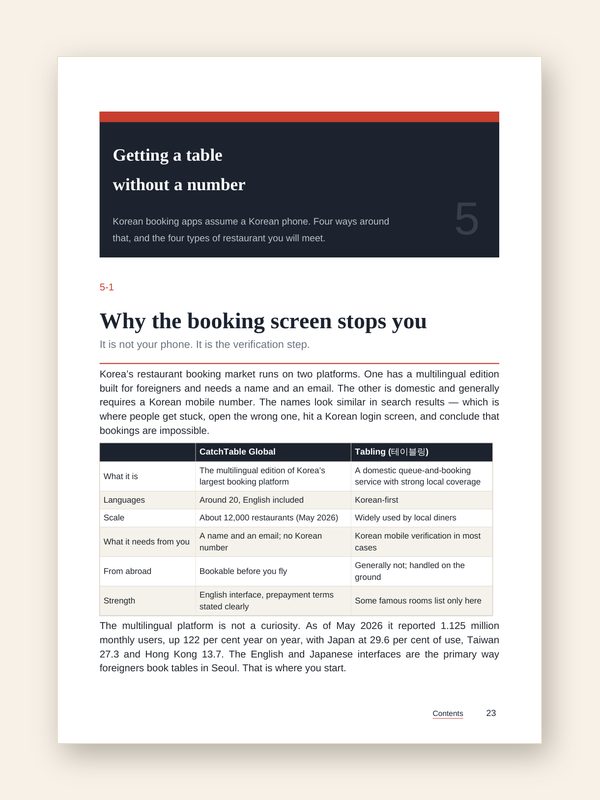 Getting a table
without a number
Korean booking apps assume a Korean phone. Four ways around
that, and the four types of restaurant you will meet.
5
5-1
Why the booking screen stops you
It is not your phone. It is the verification step.
Korea's restaurant booking market runs on two platforms. One has a multilingual edition
built for foreigners and needs a name and an email. The other is domestic and generally
requires a Korean mobile number. The names look similar in search results — which is
where people get stuck, open the wrong one, hit a Korean login screen, and conclude that
bookings are impossible.
CatchTable Global Tabling (테이블링)
What it is The multilingual edition of Korea's largest booking platform A domestic queue-and-booking service with strong local coverage
Languages Around 20, English included Korean-first
Scale About 12,000 restaurants (May 2026) Widely used by local diners
What it needs from you A name and an email; no Korean number Korean mobile verification in most cases
From abroad Bookable before you fly Generally not; handled on the ground
Strength English interface, prepayment terms stated clearly Some famous rooms list only here
The multilingual platform is not a curiosity. As of May 2026 it reported 1.125 million
monthly users, up 122 per cent year on year, with Japan at 29.6 per cent of use, Taiwan
27.3 and Hong Kong 13.7. The English and Japanese interfaces are the primary way
foreigners book tables in Seoul. That is where you start.
Contents 23